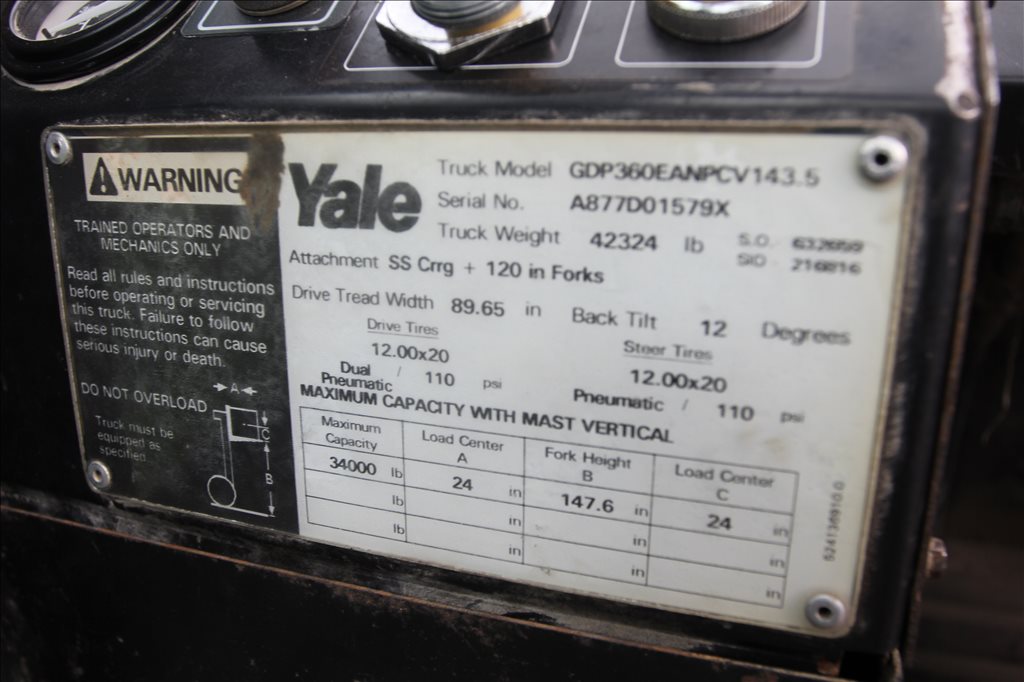 WARNING
TRAINED OPERATORS AND
MECHANICS ONLY
Read all rules and instructions
before operating or servicing
this truck. Failure to follow
these instructions can cause
serious injury or death.
DO NOT OVERLOAD
A
C
B
Truck must be
equipped as
specified
Yale
Truck Model GDP360EANPCV143.5
Serial No. A877D01579X
Truck Weight 42324 lb S.O.
SID 216816
Attachment SS Crrg + 120 in Forks
Drive Tread Width 89.65 in Back Tilt 12 Degrees
Drive Tires Steer Tires
12.00x20 12.00x20
Dual Pneumatic / 110 psi Pneumatic / 110 psi
MAXIMUM CAPACITY WITH MAST VERTICAL
Maximum Capacity Load Center A Fork Height B Load Center C
34000 lb 24 in 147.6 in 24 in
lb in in in
lb in in in